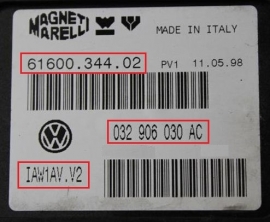 MAGNETI
MARELLI
MADE IN ITALY
61600.344.02 PV1 11.05.98
032 906 030 AC
IAW1AV.V2